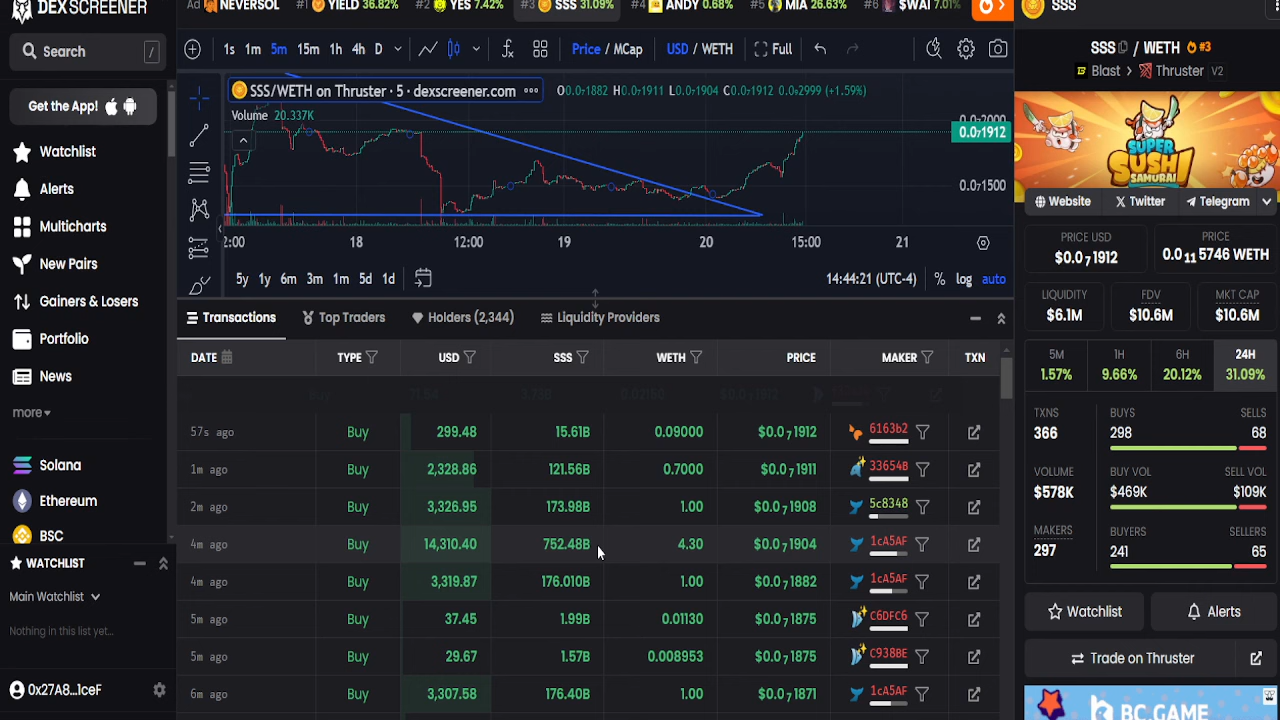 DEX SCREENER
Search /
Get the App!
Watchlist
Alerts
Multicharts
New Pairs
Gainers & Losers
Portfolio
News
more
Solana
Ethereum
BSC
WATCHLIST
Main Watchlist
Nothing in this list yet…
0x27A8...1ceF
Ad NEVERSOL #1 YIELD 36.82% #2 YES 7.42% #3 SSS 31.09% #4 ANDY 0.68% #5 MIA 26.63% #6 $WAI 7.01%
1s 1m 5m 15m 1h 4h D Price / MCap USD / WETH Full
SSS/WETH on Thruster · 5 · dexscreener.com O0.0₇1882 H0.0₇1911 L0.0₇1904 C0.0₇1912 0.0₉2999 (+1.59%)
Volume 20.337K
0.0₇2000
0.0₇1912
0.0₇1500
2:00 18 12:00 19 20 15:00 21
5y 1y 6m 3m 1m 5d 1d 14:44:21 (UTC-4) % log auto
Transactions Top Traders Holders (2,344) Liquidity Providers
DATE TYPE USD SSS WETH PRICE MAKER TXN
57s ago Buy 299.48 15.61B 0.09000 $0.0₇1912 6163b2
1m ago Buy 2,328.86 121.56B 0.7000 $0.0₇1911 33654B
2m ago Buy 3,326.95 173.98B 1.00 $0.0₇1908 5c8348
4m ago Buy 14,310.40 752.48B 4.30 $0.0₇1904 1cA5AF
4m ago Buy 3,319.87 176.010B 1.00 $0.0₇1882 1cA5AF
5m ago Buy 37.45 1.99B 0.01130 $0.0₇1875 C6DFC6
5m ago Buy 29.67 1.57B 0.008953 $0.0₇1875 C938BE
6m ago Buy 3,307.58 176.40B 1.00 $0.0₇1871 1cA5AF
SSS
SSS / WETH #3
Blast > Thruster V2
SUPER
SUSHI
SAMURAI
Website Twitter Telegram
PRICE USD PRICE
$0.0₇1912 0.0₁₁5746 WETH
LIQUIDITY FDV MKT CAP
$6.1M $10.6M $10.6M
5M 1H 6H 24H
1.57% 9.66% 20.12% 31.09%
TXNS BUYS SELLS
366 298 68
VOLUME BUY VOL SELL VOL
$578K $469K $109K
MAKERS BUYERS SELLERS
297 241 65
Watchlist Alerts
Trade on Thruster
BC.GAME